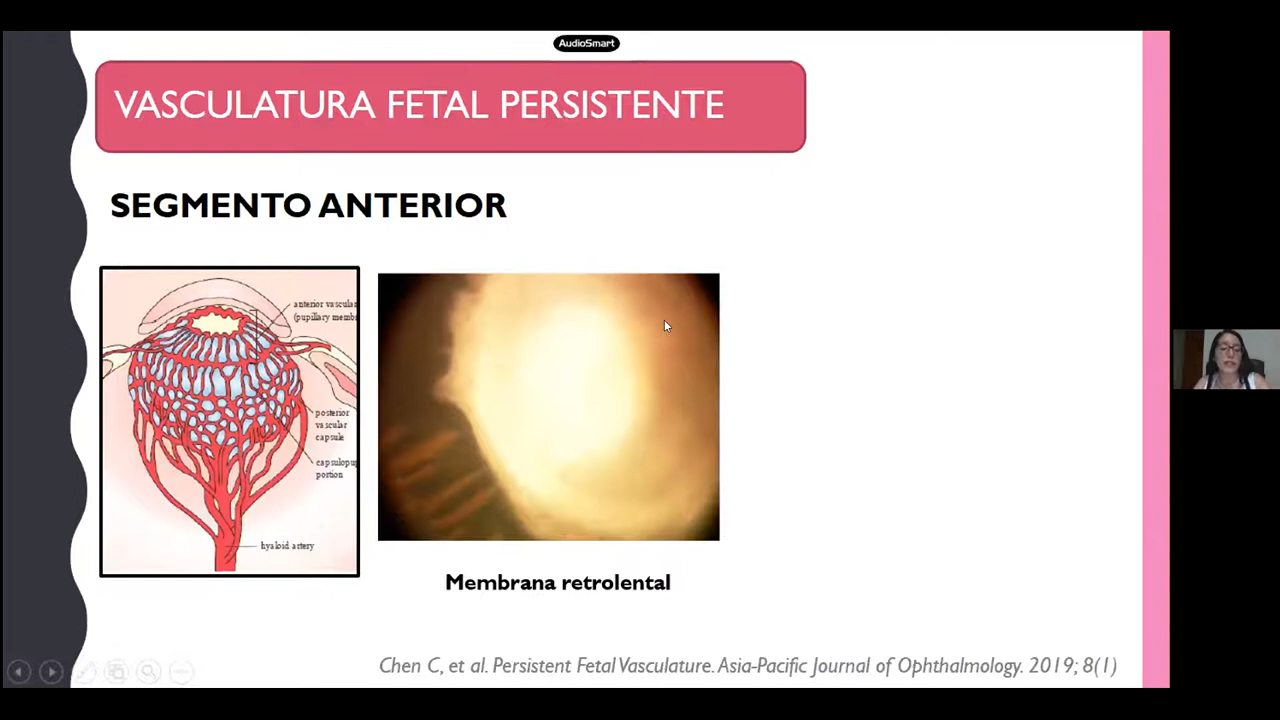 AudioSmart
VASCULATURA FETAL PERSISTENTE
SEGMENTO ANTERIOR
anterior vascular
(pupillary memb
posterior
vascular
capsule
capsulopup
portion
hyaloid artery
Membrana retrolental
Chen C, et al. Persistent Fetal Vasculature. Asia-Pacific Journal of Ophthalmology. 2019; 8(1)